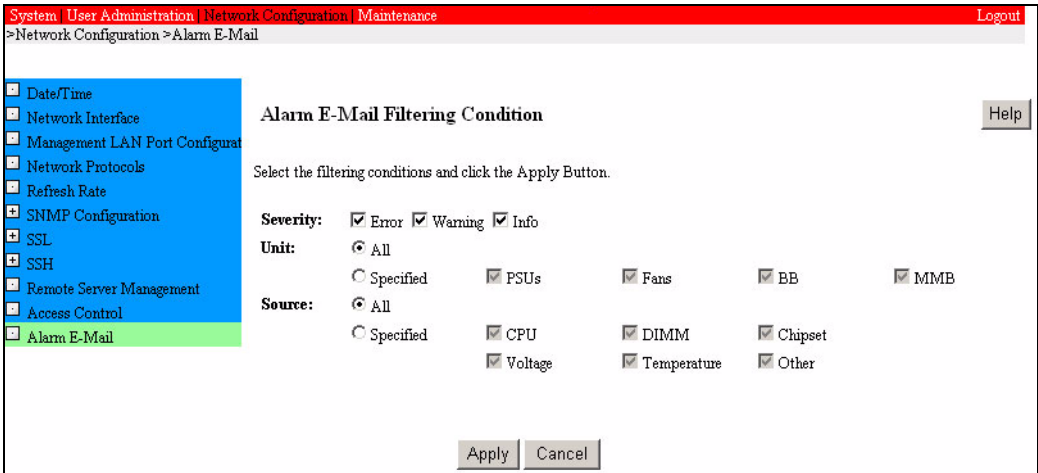 System | User Administration | Network Configuration | Maintenance Logout
>Network Configuration >Alarm E-Mail
Date/Time
Network Interface
Management LAN Port Configurat
Network Protocols
Refresh Rate
SNMP Configuration
SSL
SSH
Remote Server Management
Access Control
Alarm E-Mail
Alarm E-Mail Filtering Condition
Help
Select the filtering conditions and click the Apply Button.
Severity: Error Warning Info
Unit: All
Specified PSUs Fans BB MMB
Source: All
Specified CPU DIMM Chipset
Voltage Temperature Other
Apply Cancel